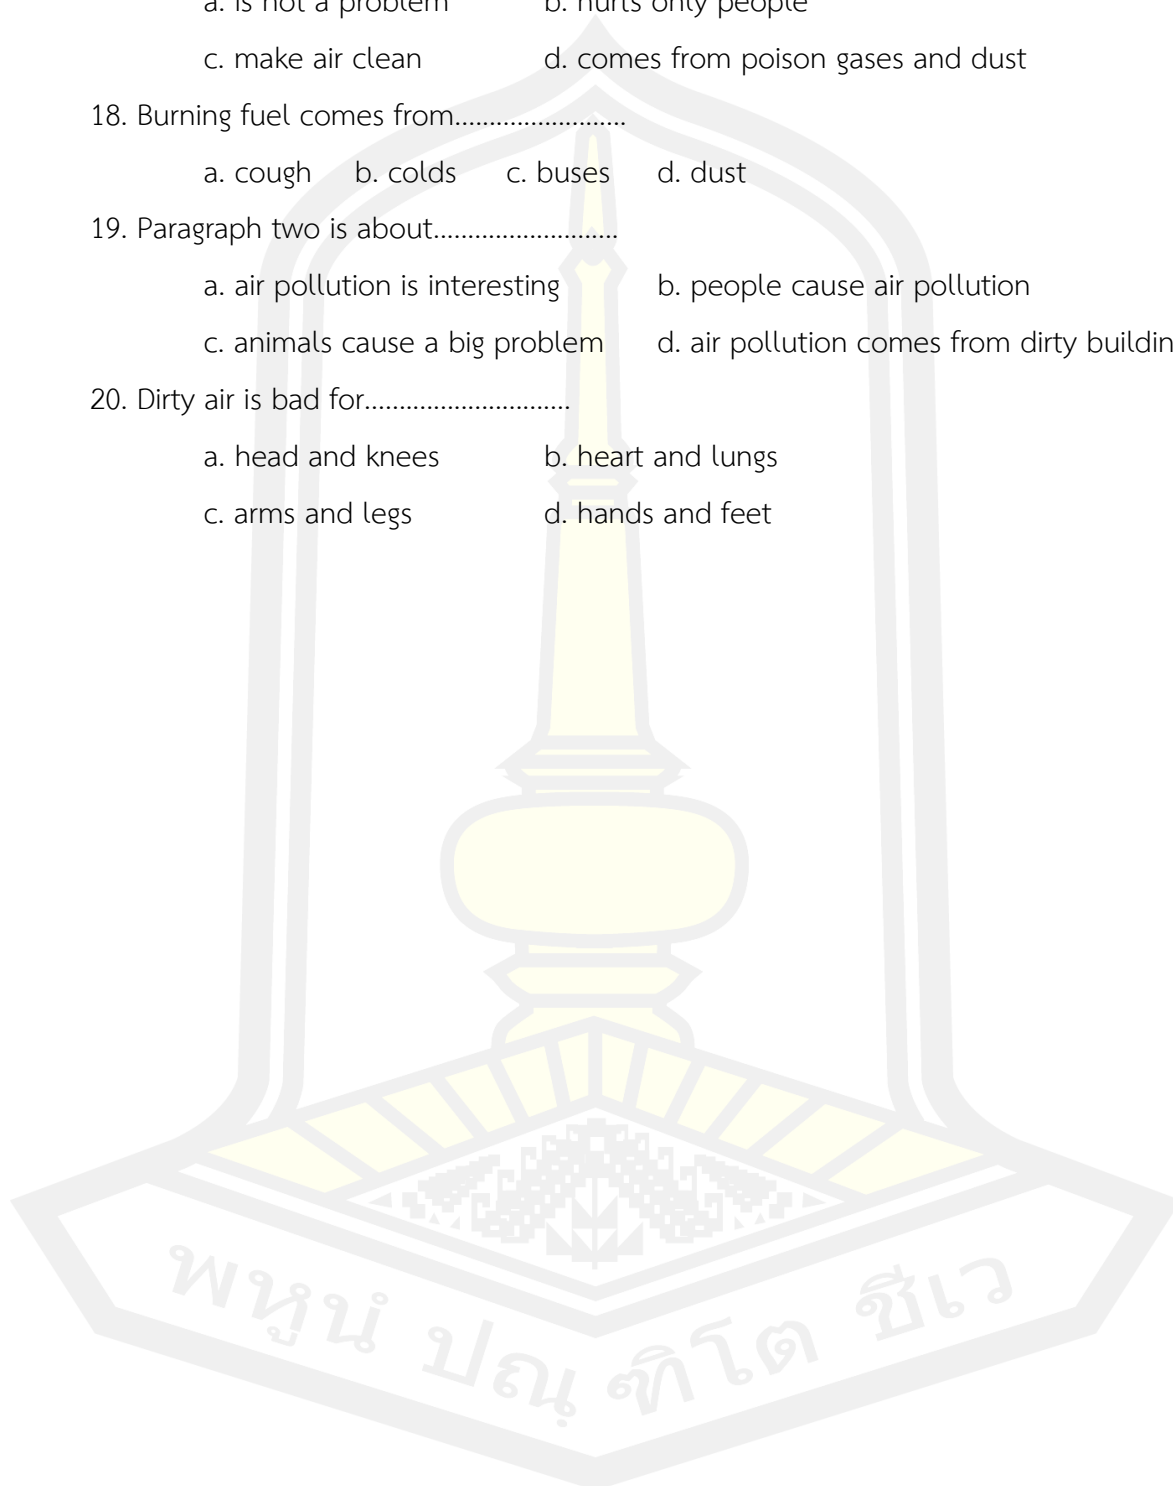 a. is not a problem b. hurts only people
c. make air clean d. comes from poison gases and dust
18. Burning fuel comes from.........................
a. cough b. colds c. buses d. dust
19. Paragraph two is about...........................
a. air pollution is interesting b. people cause air pollution
c. animals cause a big problem d. air pollution comes from dirty buildin
20. Dirty air is bad for..............................
a. head and knees b. heart and lungs
c. arms and legs d. hands and feet
พหูนํ ปณฺฑิโต ชีเว